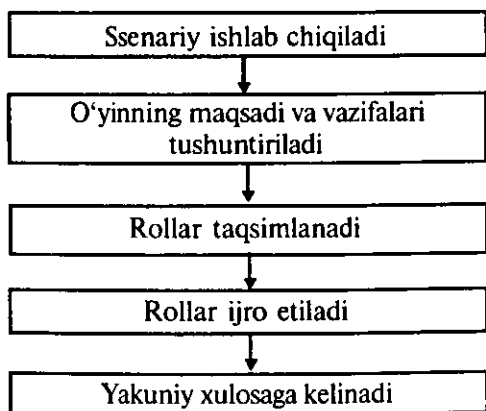 Ssenariy ishlab chiqiladi
O‘yinning maqsadi va vazifalari
tushuntiriladi
Rollar taqsimlanadi
Rollar ijro etiladi
Yakuniy xulosaga kelinadi